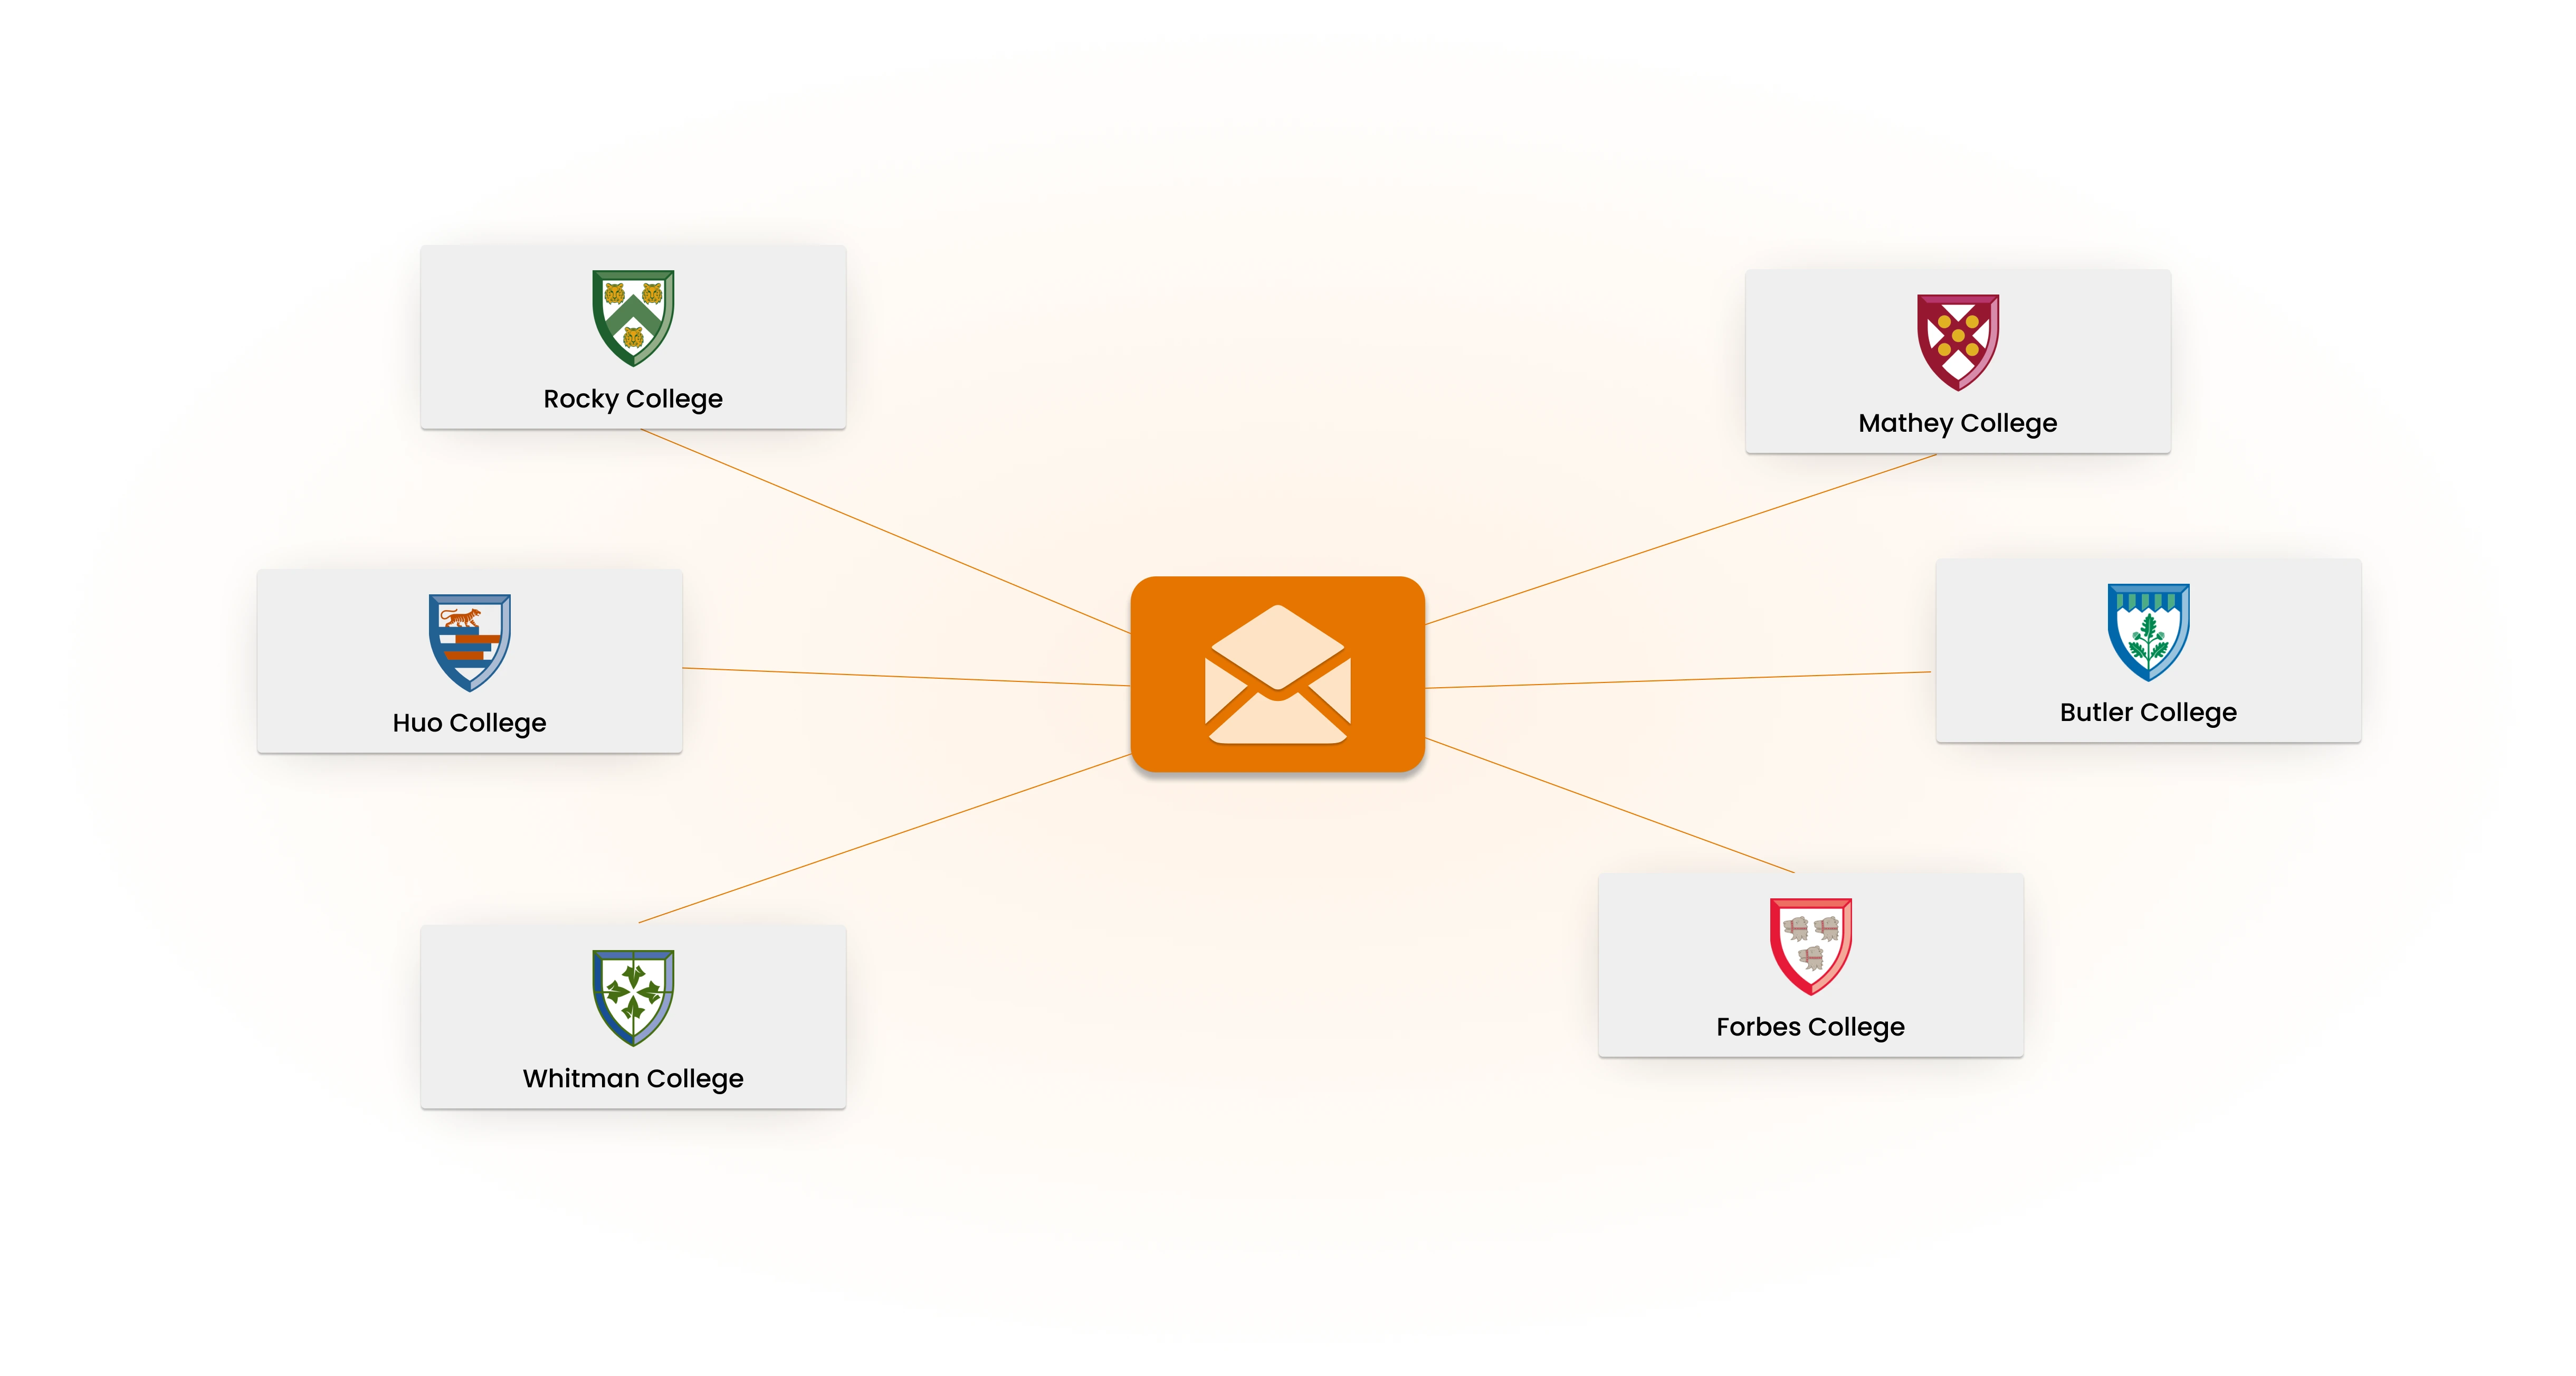 Rocky College
Mathey College
Huo College
Butler College
Whitman College
Forbes College